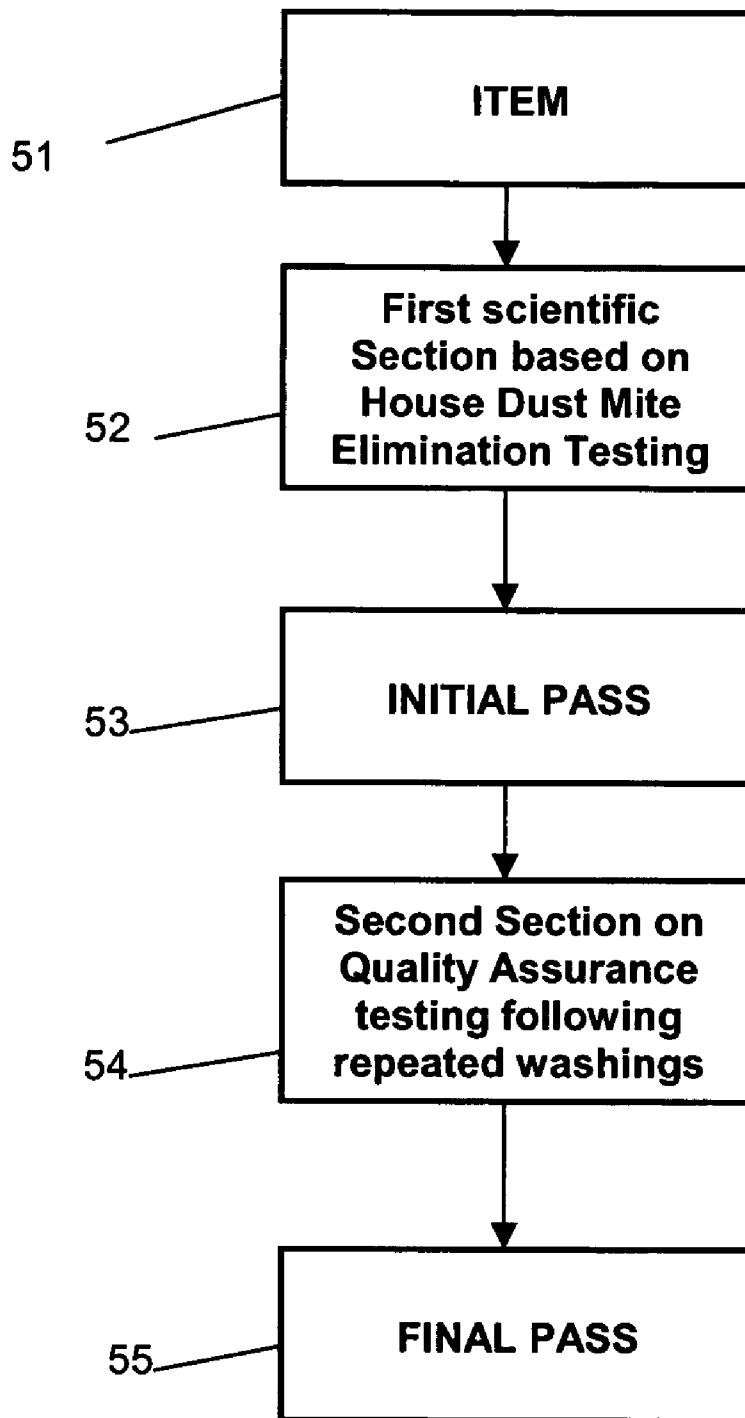 ITEM
51
First scientific
Section based on
House Dust Mite
Elimination Testing
52
INITIAL PASS
53
Second Section on
Quality Assurance
testing following
repeated washings
54
FINAL PASS
55